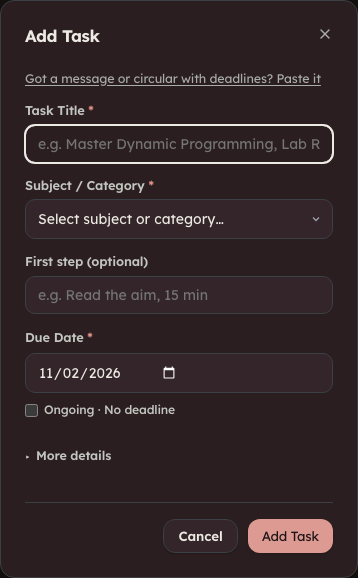 Add Task
Got a message or circular with deadlines? Paste it
Task Title *
e.g. Master Dynamic Programming, Lab R
Subject / Category *
Select subject or category...
First step (optional)
e.g. Read the aim, 15 min
Due Date *
11/02/2026
Ongoing · No deadline
More details
Cancel
Add Task